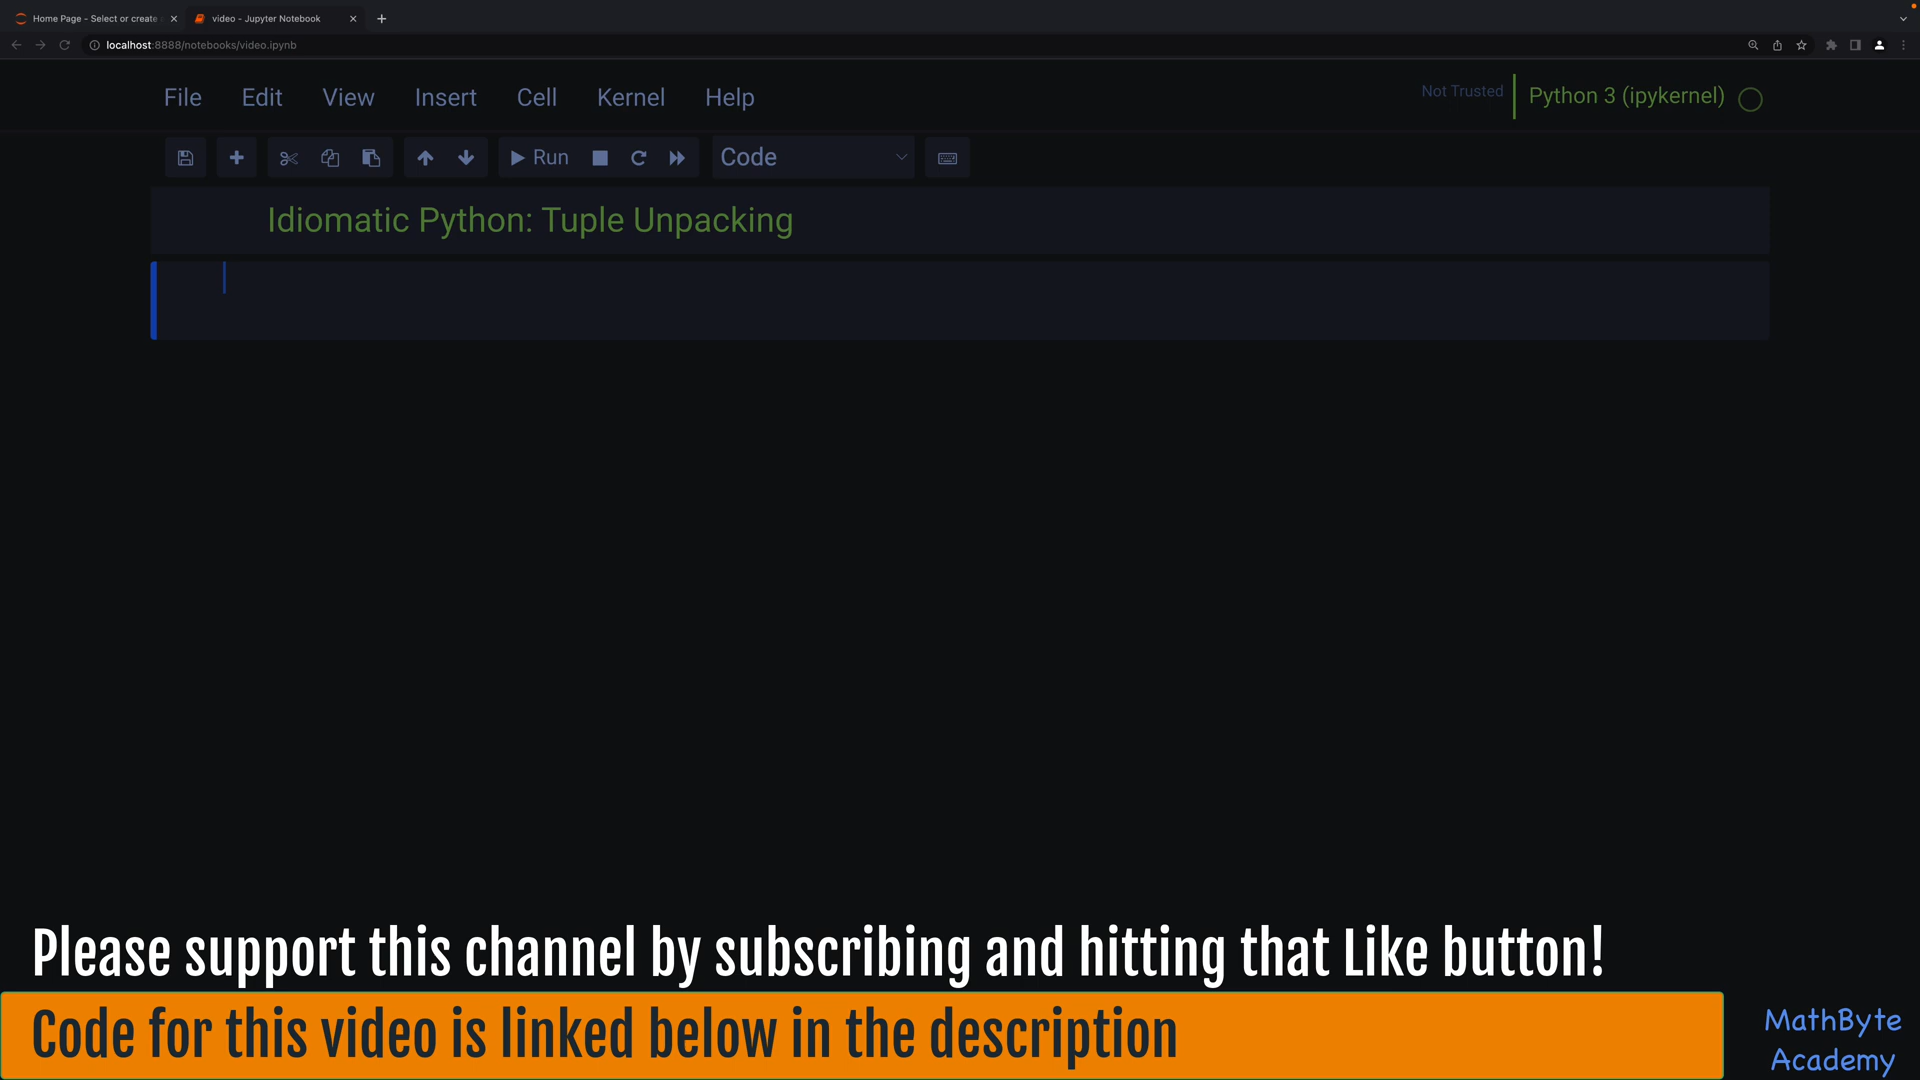 Home Page - Select or create
video - Jupyter Notebook
localhost:8888/notebooks/video.ipynb
File Edit View Insert Cell Kernel Help
Not Trusted
Python 3 (ipykernel)
Run
Code
Idiomatic Python: Tuple Unpacking
Please support this channel by subscribing and hitting that Like button!
Code for this video is linked below in the description
MathByte
Academy